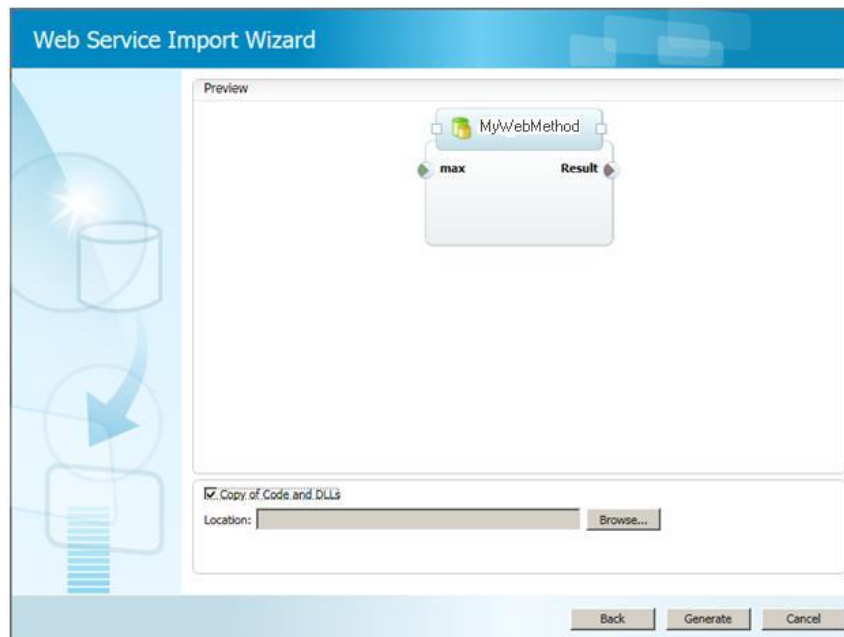 Web Service Import Wizard
Preview
MyWebMethod
max Result
Copy of Code and DLLs
Location: Browse...
Back Generate Cancel